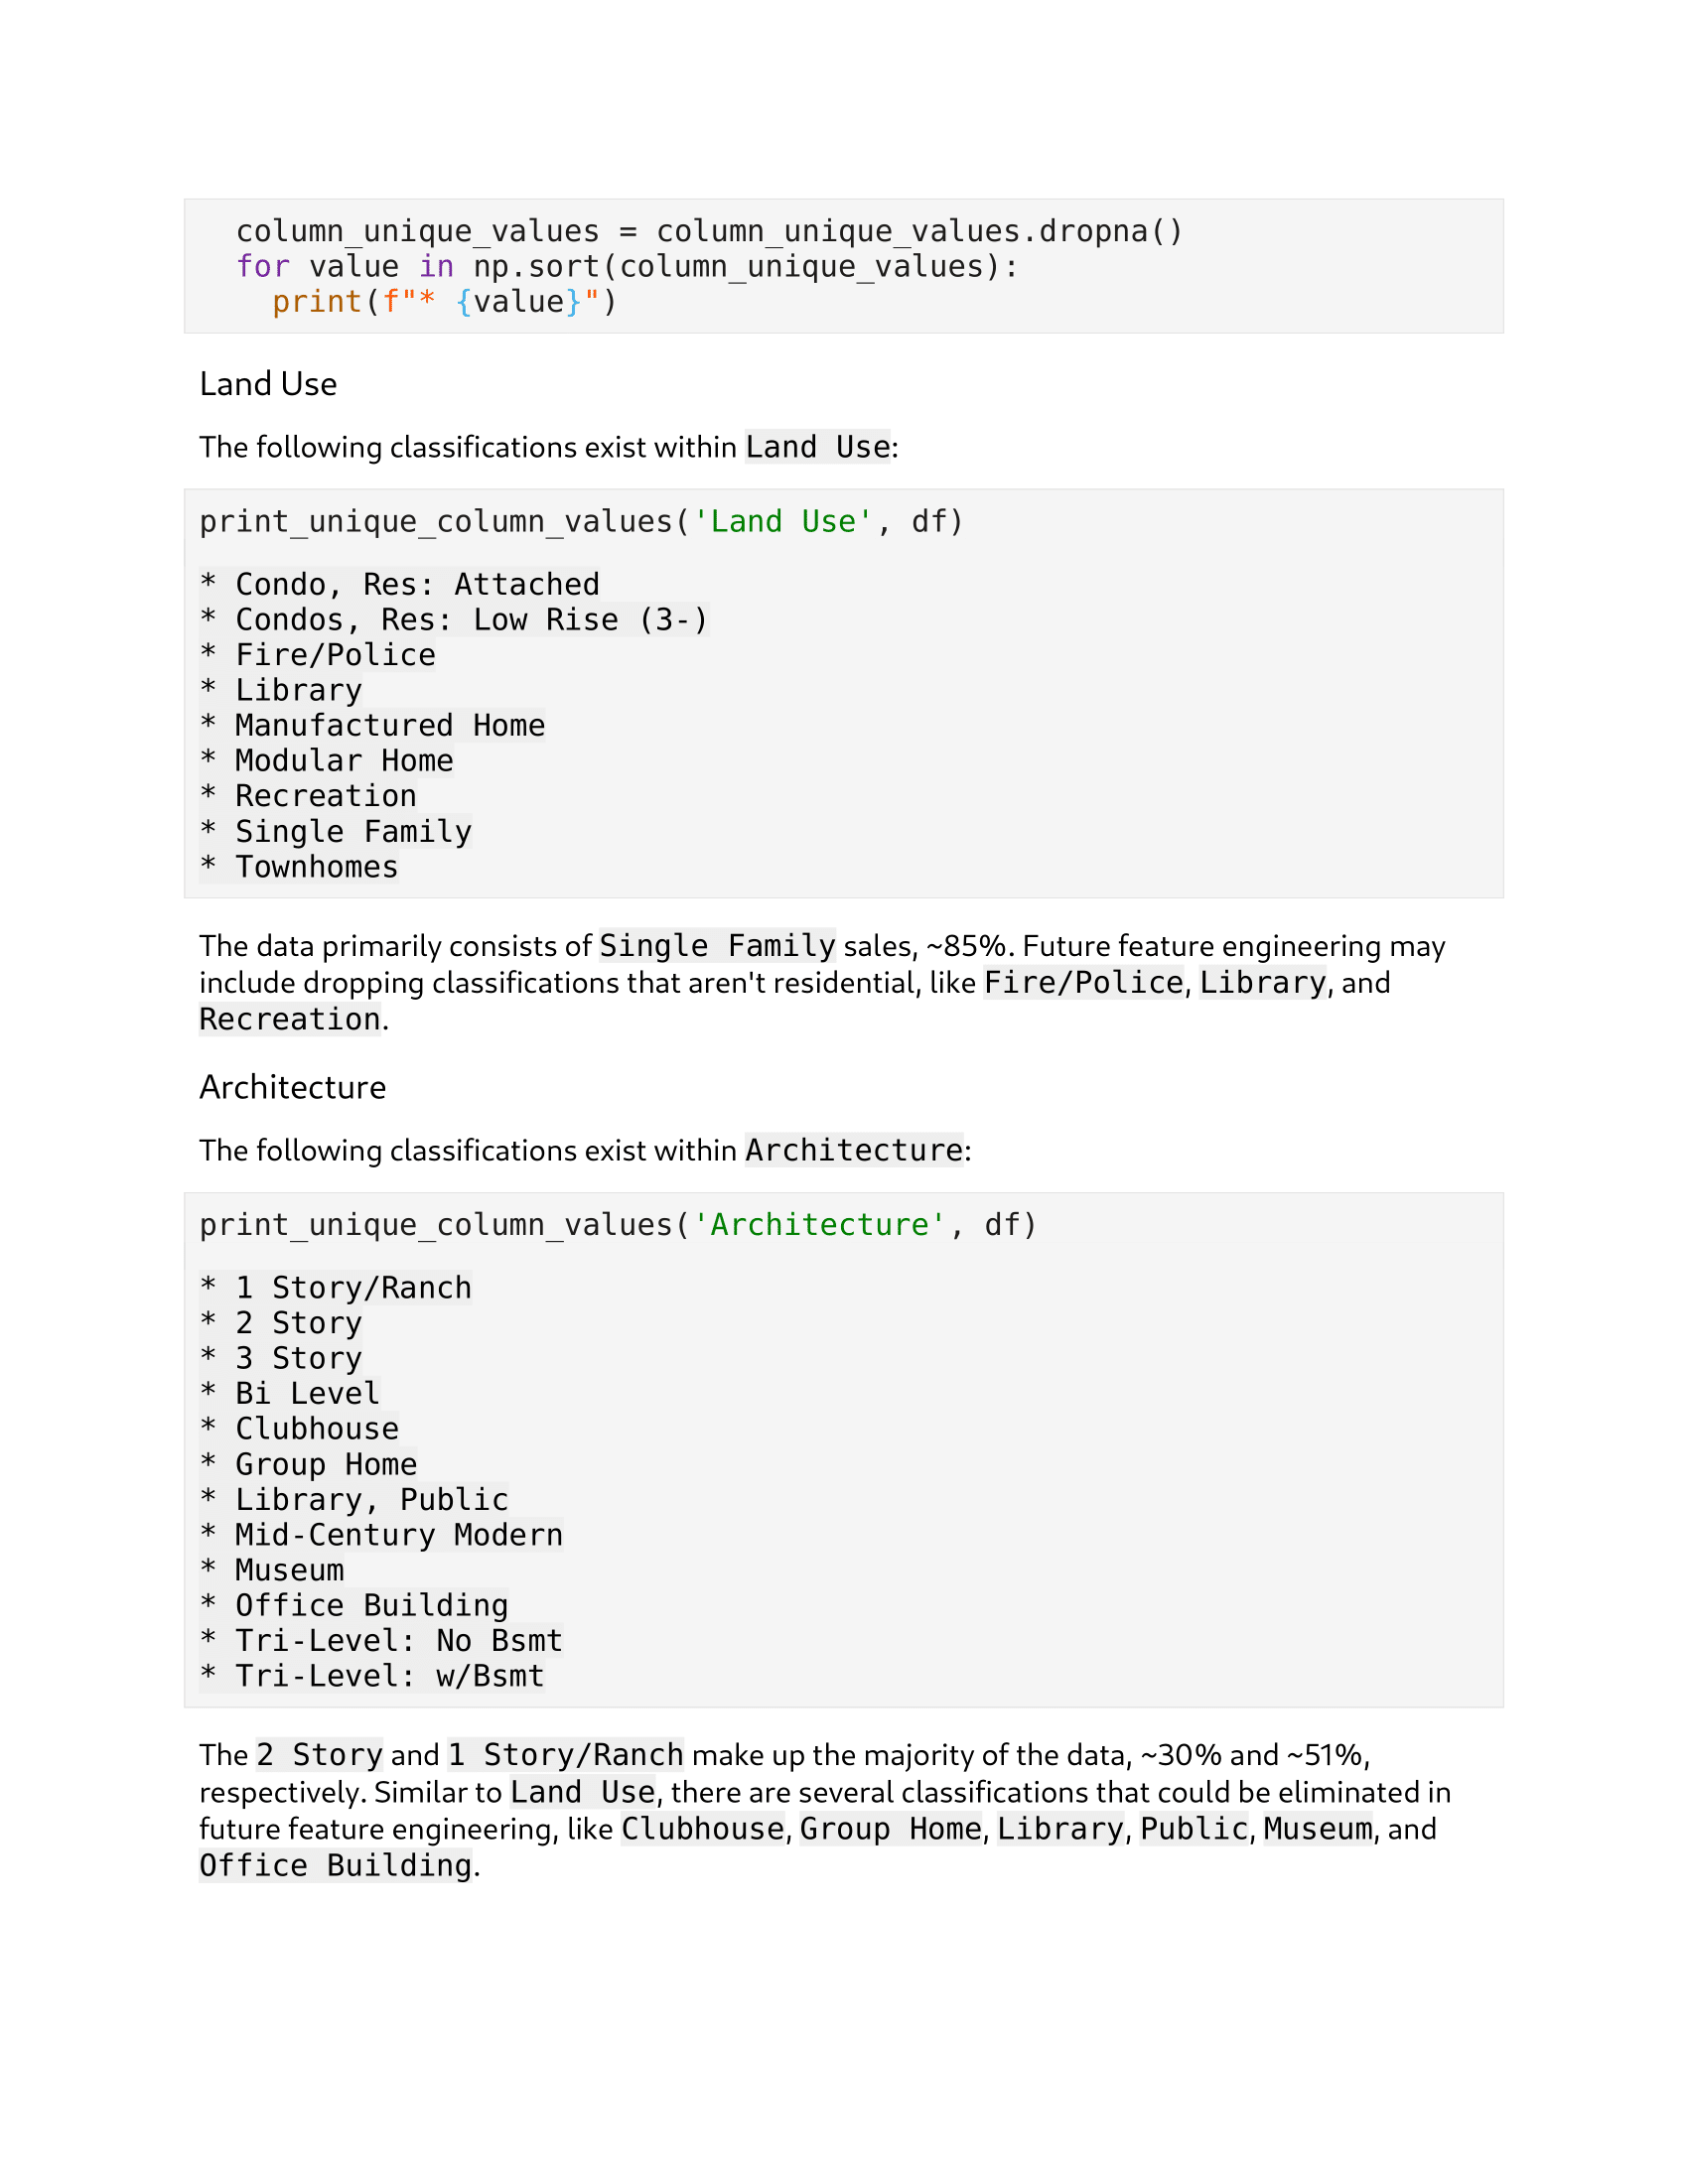 column_unique_values = column_unique_values.dropna()
  for value in np.sort(column_unique_values):
    print(f"* {value}")
Land Use
The following classifications exist within Land Use:
print_unique_column_values('Land Use', df)
* Condo, Res: Attached
* Condos, Res: Low Rise (3-)
* Fire/Police
* Library
* Manufactured Home
* Modular Home
* Recreation
* Single Family
* Townhomes
The data primarily consists of Single Family sales, ~85%. Future feature engineering may
include dropping classifications that aren't residential, like Fire/Police, Library, and
Recreation.
Architecture
The following classifications exist within Architecture:
print_unique_column_values('Architecture', df)
* 1 Story/Ranch
* 2 Story
* 3 Story
* Bi Level
* Clubhouse
* Group Home
* Library, Public
* Mid-Century Modern
* Museum
* Office Building
* Tri-Level: No Bsmt
* Tri-Level: w/Bsmt
The 2 Story and 1 Story/Ranch make up the majority of the data, ~30% and ~51%,
respectively. Similar to Land Use, there are several classifications that could be eliminated in
future feature engineering, like Clubhouse, Group Home, Library, Public, Museum, and
Office Building.